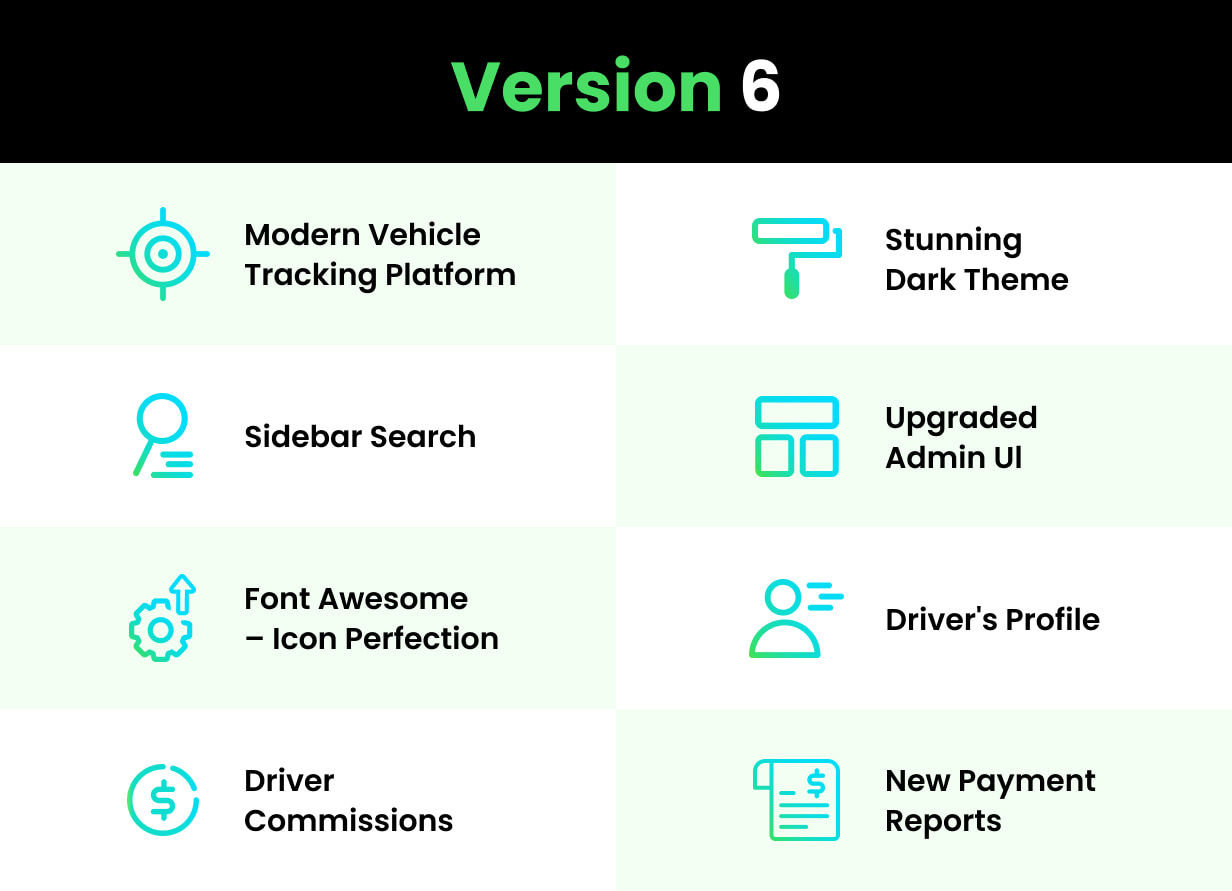 Version 6
Modern Vehicle
Tracking Platform
Stunning
Dark Theme
Sidebar Search
Upgraded
Admin UI
Font Awesome
– Icon Perfection
Driver's Profile
$
Driver
Commissions
$
New Payment
Reports